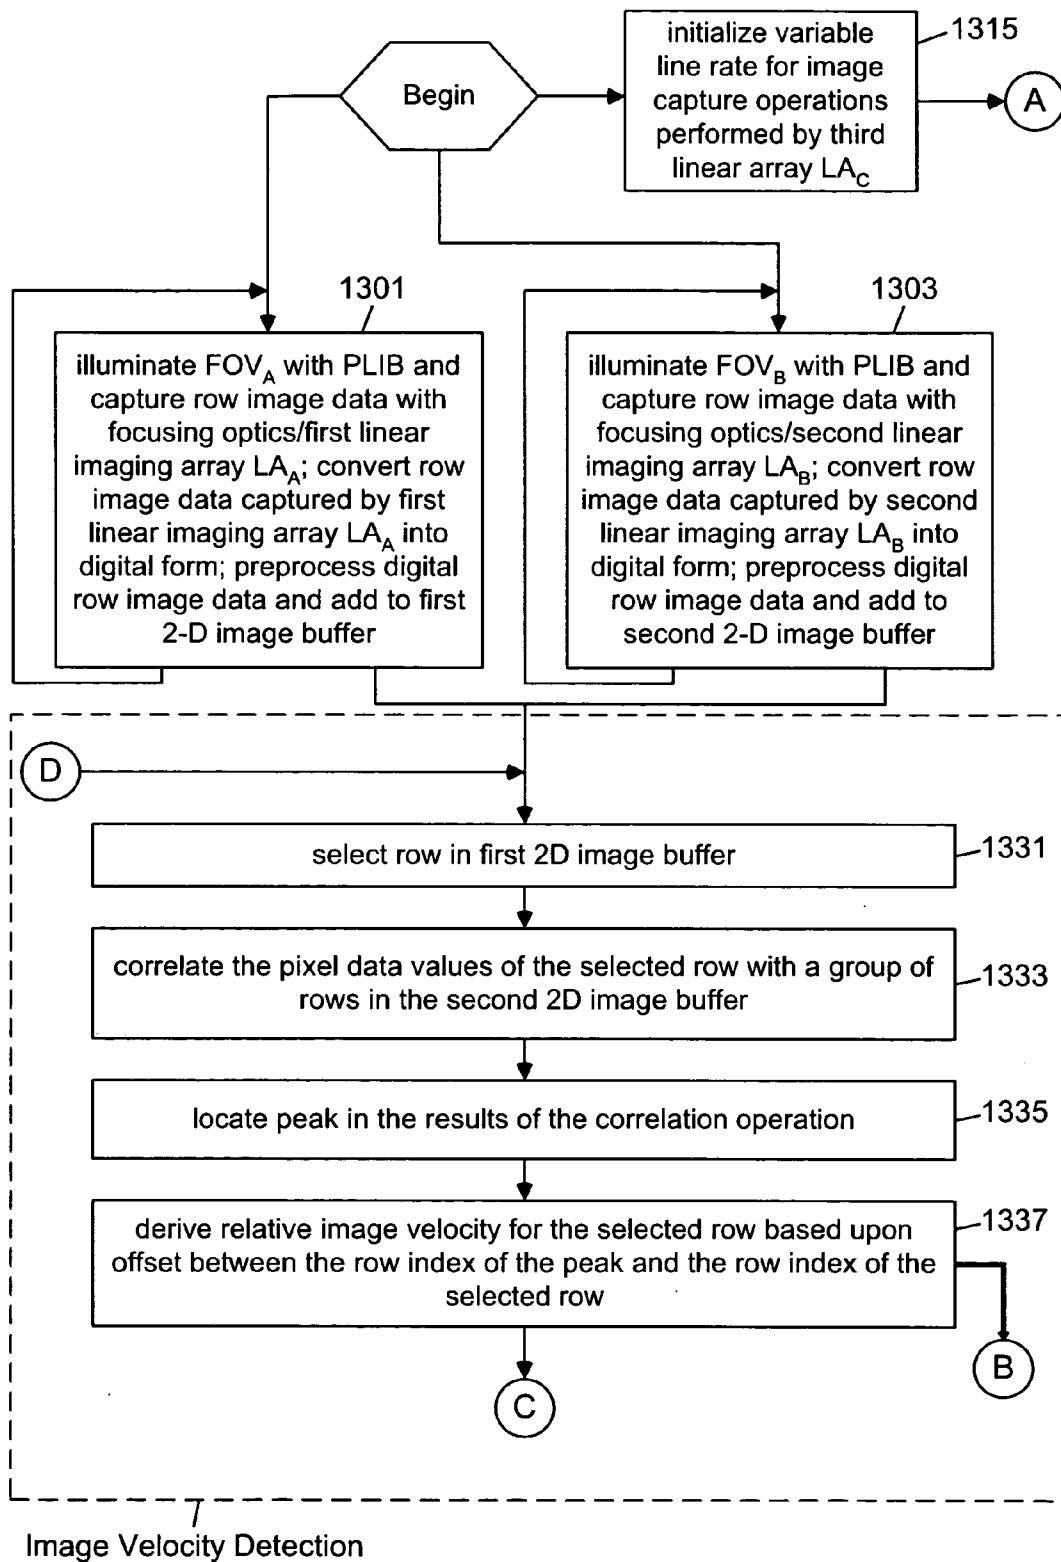 initialize variable
line rate for image
capture operations
performed by third
linear array LA_C
1315
Begin
A
1301
1303
illuminate FOV_A with PLIB and
capture row image data with
focusing optics/first linear
imaging array LA_A; convert row
image data captured by first
linear imaging array LA_A into
digital form; preprocess digital
row image data and add to first
2-D image buffer
illuminate FOV_B with PLIB and
capture row image data with
focusing optics/second linear
imaging array LA_B; convert row
image data captured by second
linear imaging array LA_B into
digital form; preprocess digital
row image data and add to
second 2-D image buffer
D
select row in first 2D image buffer
1331
correlate the pixel data values of the selected row with a group of
rows in the second 2D image buffer
1333
locate peak in the results of the correlation operation
1335
derive relative image velocity for the selected row based upon
offset between the row index of the peak and the row index of the
selected row
1337
B
C
Image Velocity Detection